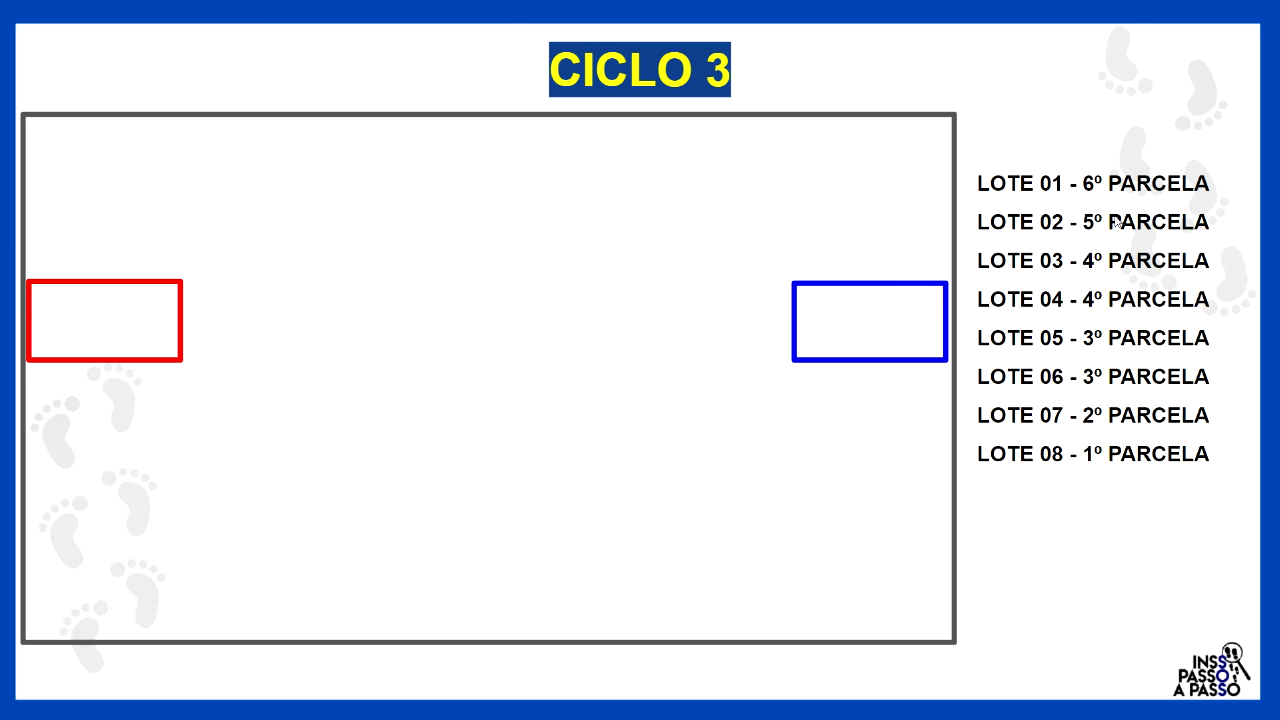 CICLO 3
LOTE 01 - 6º PARCELA
LOTE 02 - 5º PARCELA
LOTE 03 - 4º PARCELA
LOTE 04 - 4º PARCELA
LOTE 05 - 3º PARCELA
LOTE 06 - 3º PARCELA
LOTE 07 - 2º PARCELA
LOTE 08 - 1º PARCELA
INSS
PASSO
A PASSO